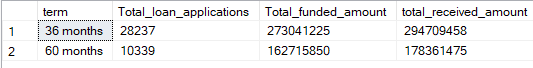 term Total_loan_applications Total_funded_amount total_received_amount
1 36 months 28237 273041225 294709458
2 60 months 10339 162715850 178361475